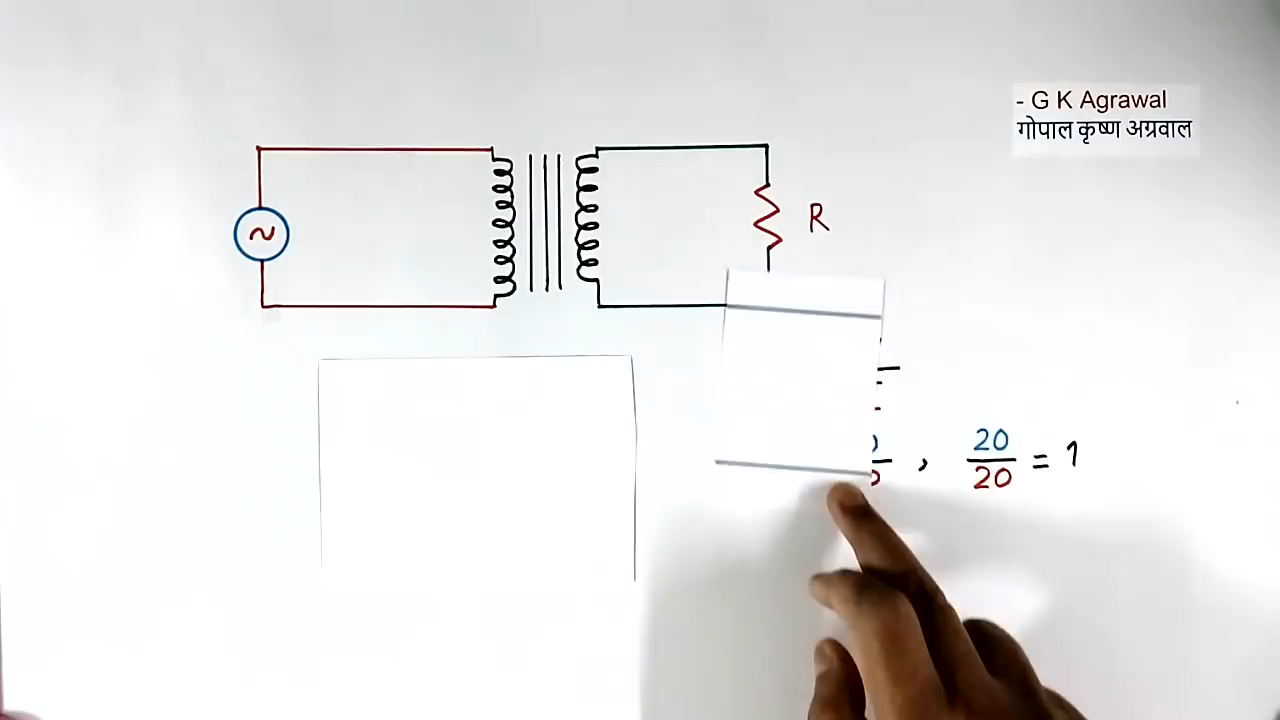 - G K Agrawal
गोपाल कृष्ण अग्रवाल
~
R
, 20/20 = 1